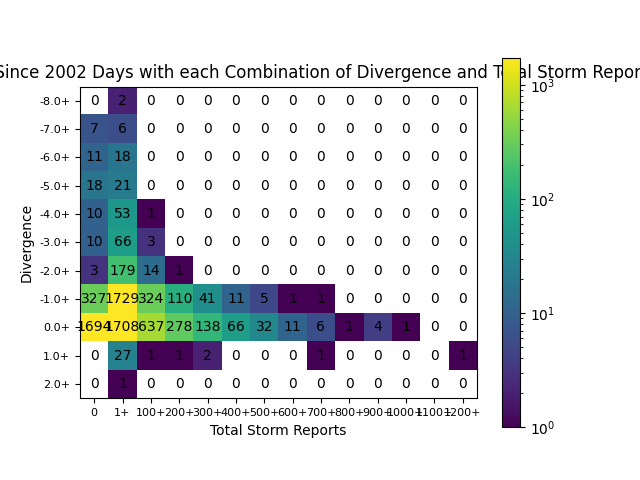 Since 2002 Days with each Combination of Divergence and Total Storm Repor
-8.0+ 0 2 0 0 0 0 0 0 0 0 0 0 0 0
-7.0+ 7 6 0 0 0 0 0 0 0 0 0 0 0 0
-6.0+ 11 18 0 0 0 0 0 0 0 0 0 0 0 0
-5.0+ 18 21 0 0 0 0 0 0 0 0 0 0 0 0
-4.0+ 10 53 1 0 0 0 0 0 0 0 0 0 0 0
-3.0+ 10 66 3 0 0 0 0 0 0 0 0 0 0 0
-2.0+ 3 179 14 1 0 0 0 0 0 0 0 0 0 0
-1.0+ 327 1729 324 110 41 11 5 1 1 0 0 0 0 0
0.0+ 1694 1708 637 278 138 66 32 11 6 1 4 1 0 0
1.0+ 0 27 1 1 2 0 0 0 1 0 0 0 0 1
2.0+ 0 1 0 0 0 0 0 0 0 0 0 0 0 0
0 1+ 100+ 200+ 300+ 400+ 500+ 600+ 700+ 800+ 900+ 1000+ 1100+ 1200+
Total Storm Reports
Divergence
10³
10²
10¹
10⁰